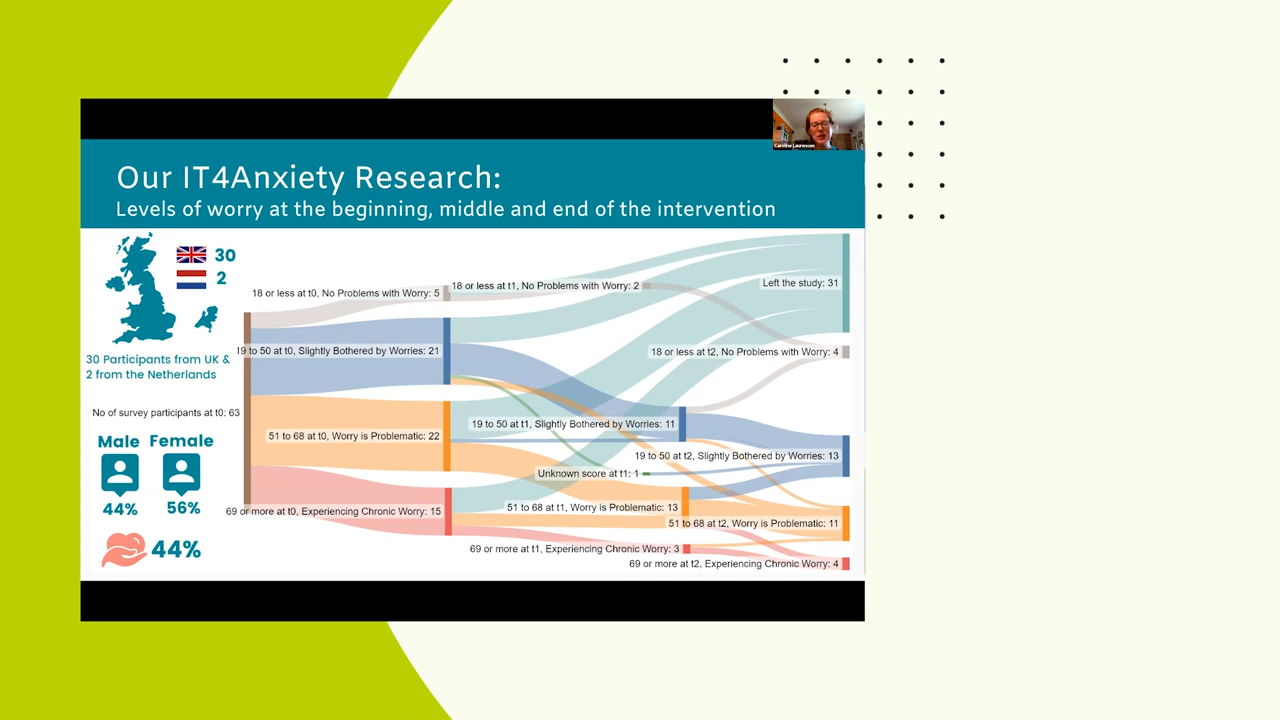 Caroline Laurenson
Our IT4Anxiety Research:
Levels of worry at the beginning, middle and end of the intervention
30
2
30 Participants from UK &
2 from the Netherlands
No of survey participants at t0: 63
Male Female
44% 56%
44%
18 or less at t0, No Problems with Worry: 5
19 to 50 at t0, Slightly Bothered by Worries: 21
51 to 68 at t0, Worry is Problematic: 22
69 or more at t0, Experiencing Chronic Worry: 15
18 or less at t1, No Problems with Worry: 2
19 to 50 at t1, Slightly Bothered by Worries: 11
Unknown score at t1: 1
51 to 68 at t1, Worry is Problematic: 13
69 or more at t1, Experiencing Chronic Worry: 3
Left the study: 31
18 or less at t2, No Problems with Worry: 4
19 to 50 at t2, Slightly Bothered by Worries: 13
51 to 68 at t2, Worry is Problematic: 11
69 or more at t2, Experiencing Chronic Worry: 4